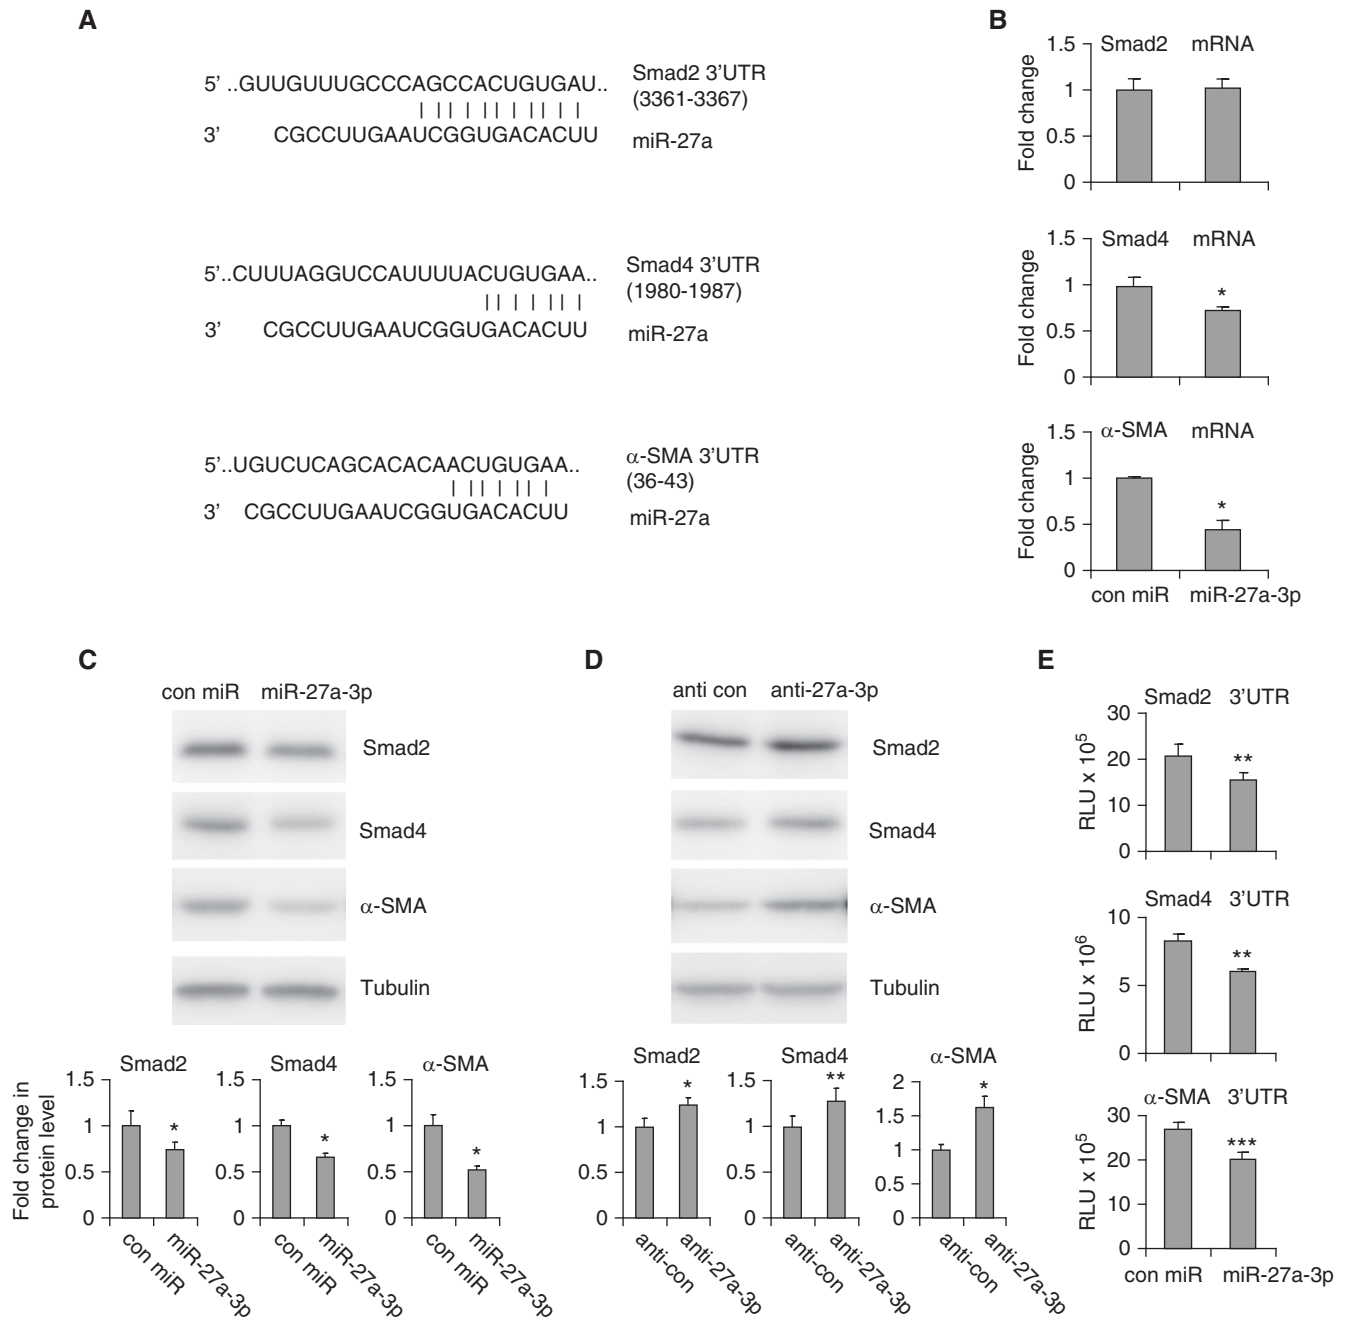 A
5’ ..GUUGUUUGCCCAGCCACUGUGAU..
Smad2 3’UTR
(3361-3367)
3’ CGCCUUGAAUCGGUGACACUU
miR-27a
5’..CUUUAGGUCCAUUUUACUGUGAA..
Smad4 3’UTR
(1980-1987)
3’ CGCCUUGAAUCGGUGACACUU
miR-27a
5’..UGUCUCAGCACACAACUGUGAA..
α-SMA 3’UTR
(36-43)
3’ CGCCUUGAAUCGGUGACACUU
miR-27a
B
Smad2 mRNA
Fold change
1.5
1
0.5
0
Smad4 mRNA
Fold change
1.5
1
0.5
0
*
α-SMA mRNA
Fold change
1.5
1
0.5
0
*
con miR miR-27a-3p
C
con miR miR-27a-3p
Smad2
Smad4
α-SMA
Tubulin
Fold change in
protein level
Smad2
1.5
1
0.5
0
*
con miR
miR-27a-3p
Smad4
1.5
1
0.5
0
*
con miR
miR-27a-3p
α-SMA
1.5
1
0.5
0
*
con miR
miR-27a-3p
D
anti con anti-27a-3p
Smad2
Smad4
α-SMA
Tubulin
Smad2
1.5
1
0.5
0
*
anti-con
anti-27a-3p
Smad4
1.5
1
0.5
0
**
anti-con
anti-27a-3p
α-SMA
2
1.5
1
0.5
0
*
anti-con
anti-27a-3p
E
Smad2 3’UTR
RLU x 10⁵
30
20
10
0
**
Smad4 3’UTR
RLU x 10⁶
10
5
0
**
α-SMA 3’UTR
RLU x 10⁵
30
20
10
0
***
con miR miR-27a-3p